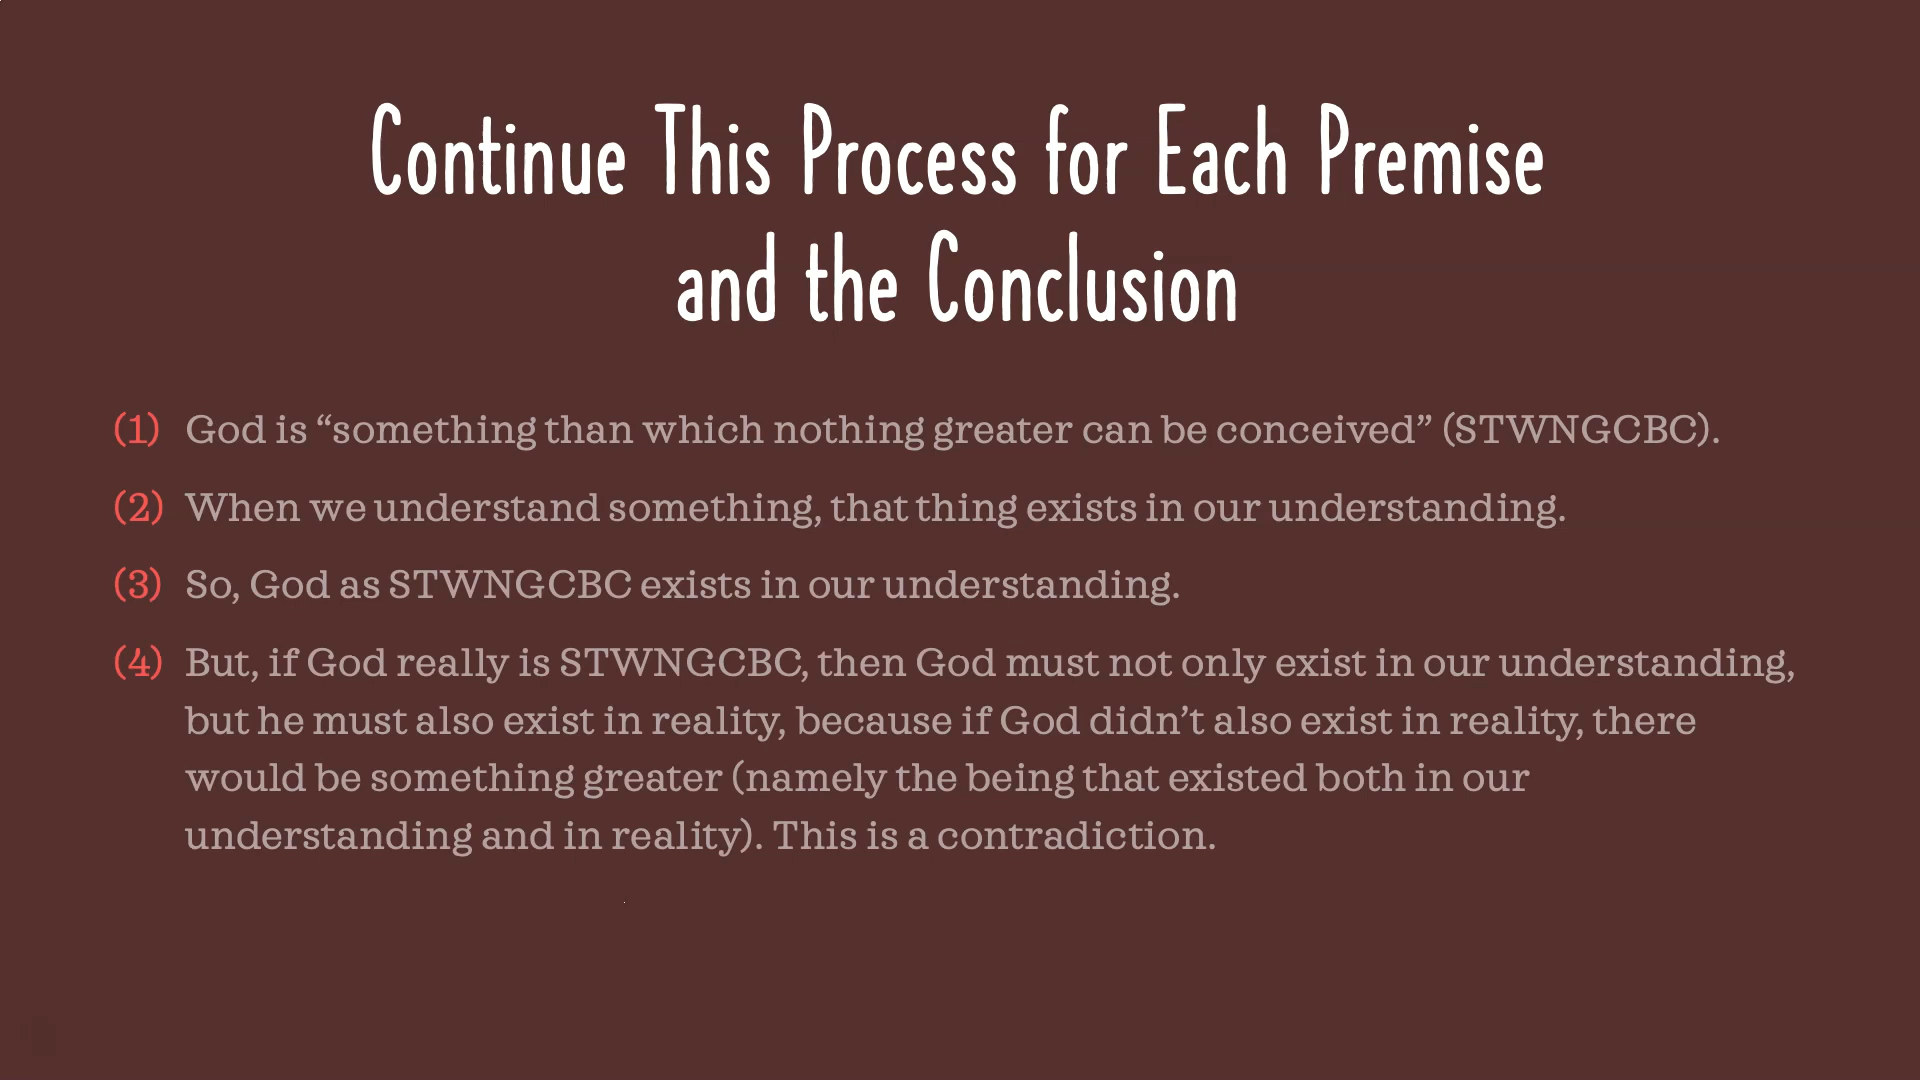 Continue This Process for Each Premise
and the Conclusion
(1) God is “something than which nothing greater can be conceived” (STWNGCBC).
(2) When we understand something, that thing exists in our understanding.
(3) So, God as STWNGCBC exists in our understanding.
(4) But, if God really is STWNGCBC, then God must not only exist in our understanding,
but he must also exist in reality, because if God didn’t also exist in reality, there
would be something greater (namely the being that existed both in our
understanding and in reality). This is a contradiction.